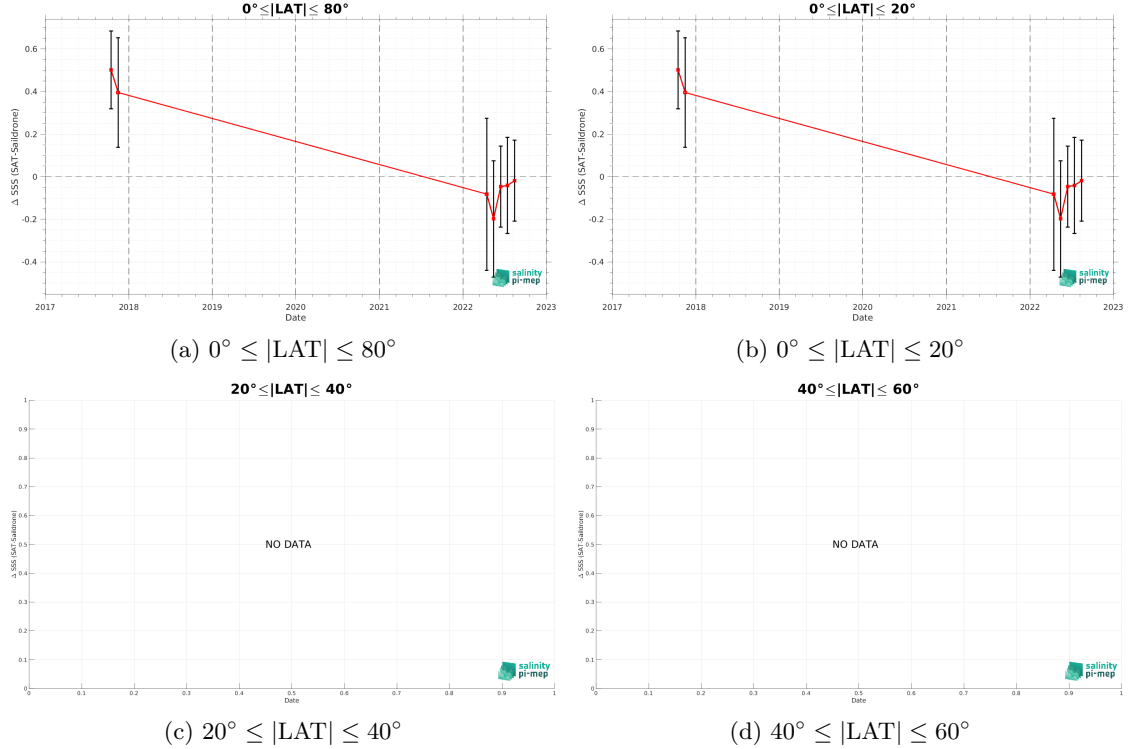 0°≤|LAT|≤ 80°
0.6
0.4
0.2
0
-0.2
-0.4
Δ SSS (SAT-Saildrone)
salinity
pi-mep
2017 2018 2019 2020 2021 2022 2023
Date
(a) 0° ≤ |LAT| ≤ 80°
0°≤|LAT|≤ 20°
0.6
0.4
0.2
0
-0.2
-0.4
Δ SSS (SAT-Saildrone)
salinity
pi-mep
2017 2018 2019 2020 2021 2022 2023
Date
(b) 0° ≤ |LAT| ≤ 20°
20°≤|LAT|≤ 40°
1
0.9
0.8
0.7
0.6
0.5
0.4
0.3
0.2
0.1
0
Δ SSS (SAT-Saildrone)
NO DATA
salinity
pi-mep
0 0.1 0.2 0.3 0.4 0.5 0.6 0.7 0.8 0.9 1
Date
(c) 20° ≤ |LAT| ≤ 40°
40°≤|LAT|≤ 60°
1
0.9
0.8
0.7
0.6
0.5
0.4
0.3
0.2
0.1
0
Δ SSS (SAT-Saildrone)
NO DATA
salinity
pi-mep
0 0.1 0.2 0.3 0.4 0.5 0.6 0.7 0.8 0.9 1
Date
(d) 40° ≤ |LAT| ≤ 60°